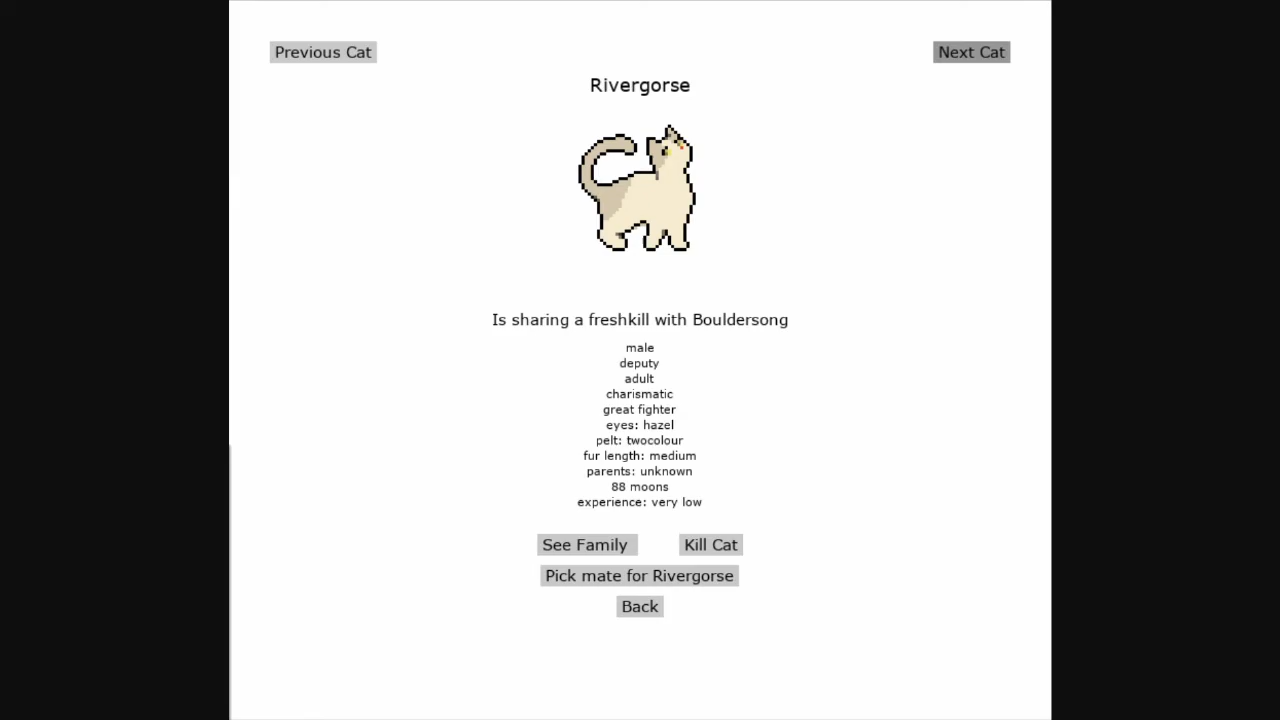 Previous Cat
Next Cat
Rivergorse
Is sharing a freshkill with Bouldersong
male
deputy
adult
charismatic
great fighter
eyes: hazel
pelt: twocolour
fur length: medium
parents: unknown
88 moons
experience: very low
See Family
Kill Cat
Pick mate for Rivergorse
Back